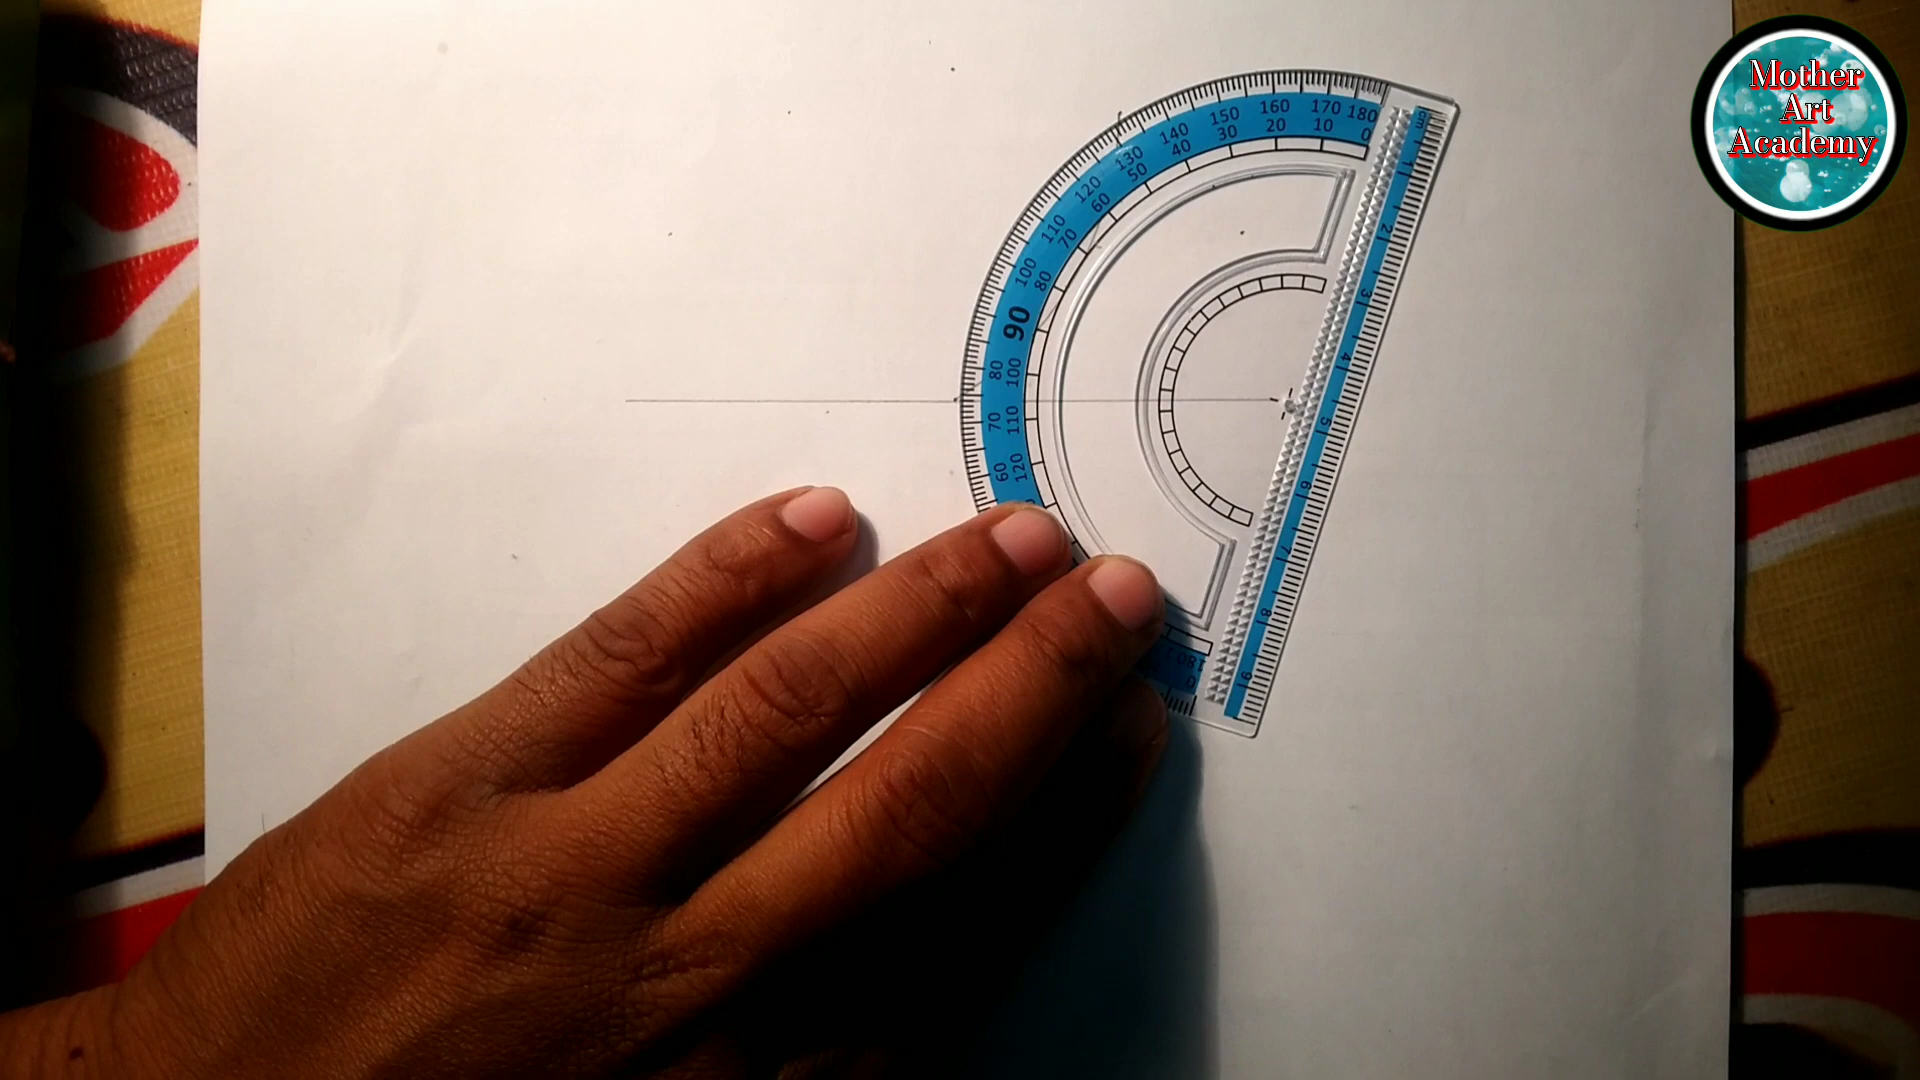 Mother
Art
Academy
180 170 160 150 140 130 120 110 100 90 80 70 60
0 10 20 30 40 50 60 70 80 100 110 120
180
0
cm 1 2 3 4 5 6 7 8 9